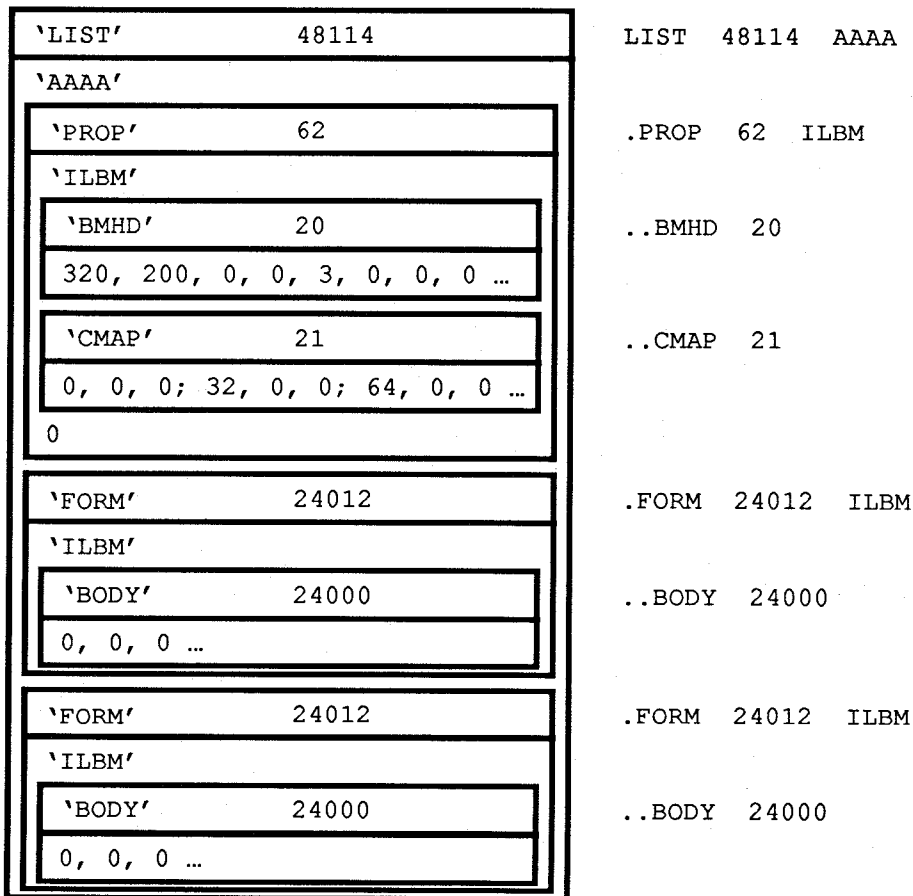 ‵LIST′ 48114 LIST 48114 AAAA
‵AAAA′
‵PROP′ 62 .PROP 62 ILBM
‵ILBM′
‵BMHD′ 20 ..BMHD 20
320, 200, 0, 0, 3, 0, 0, 0 …
‵CMAP′ 21 ..CMAP 21
0, 0, 0; 32, 0, 0; 64, 0, 0 …
0
‵FORM′ 24012 .FORM 24012 ILBM
‵ILBM′
‵BODY′ 24000 ..BODY 24000
0, 0, 0 …
‵FORM′ 24012 .FORM 24012 ILBM
‵ILBM′
‵BODY′ 24000 ..BODY 24000
0, 0, 0 …